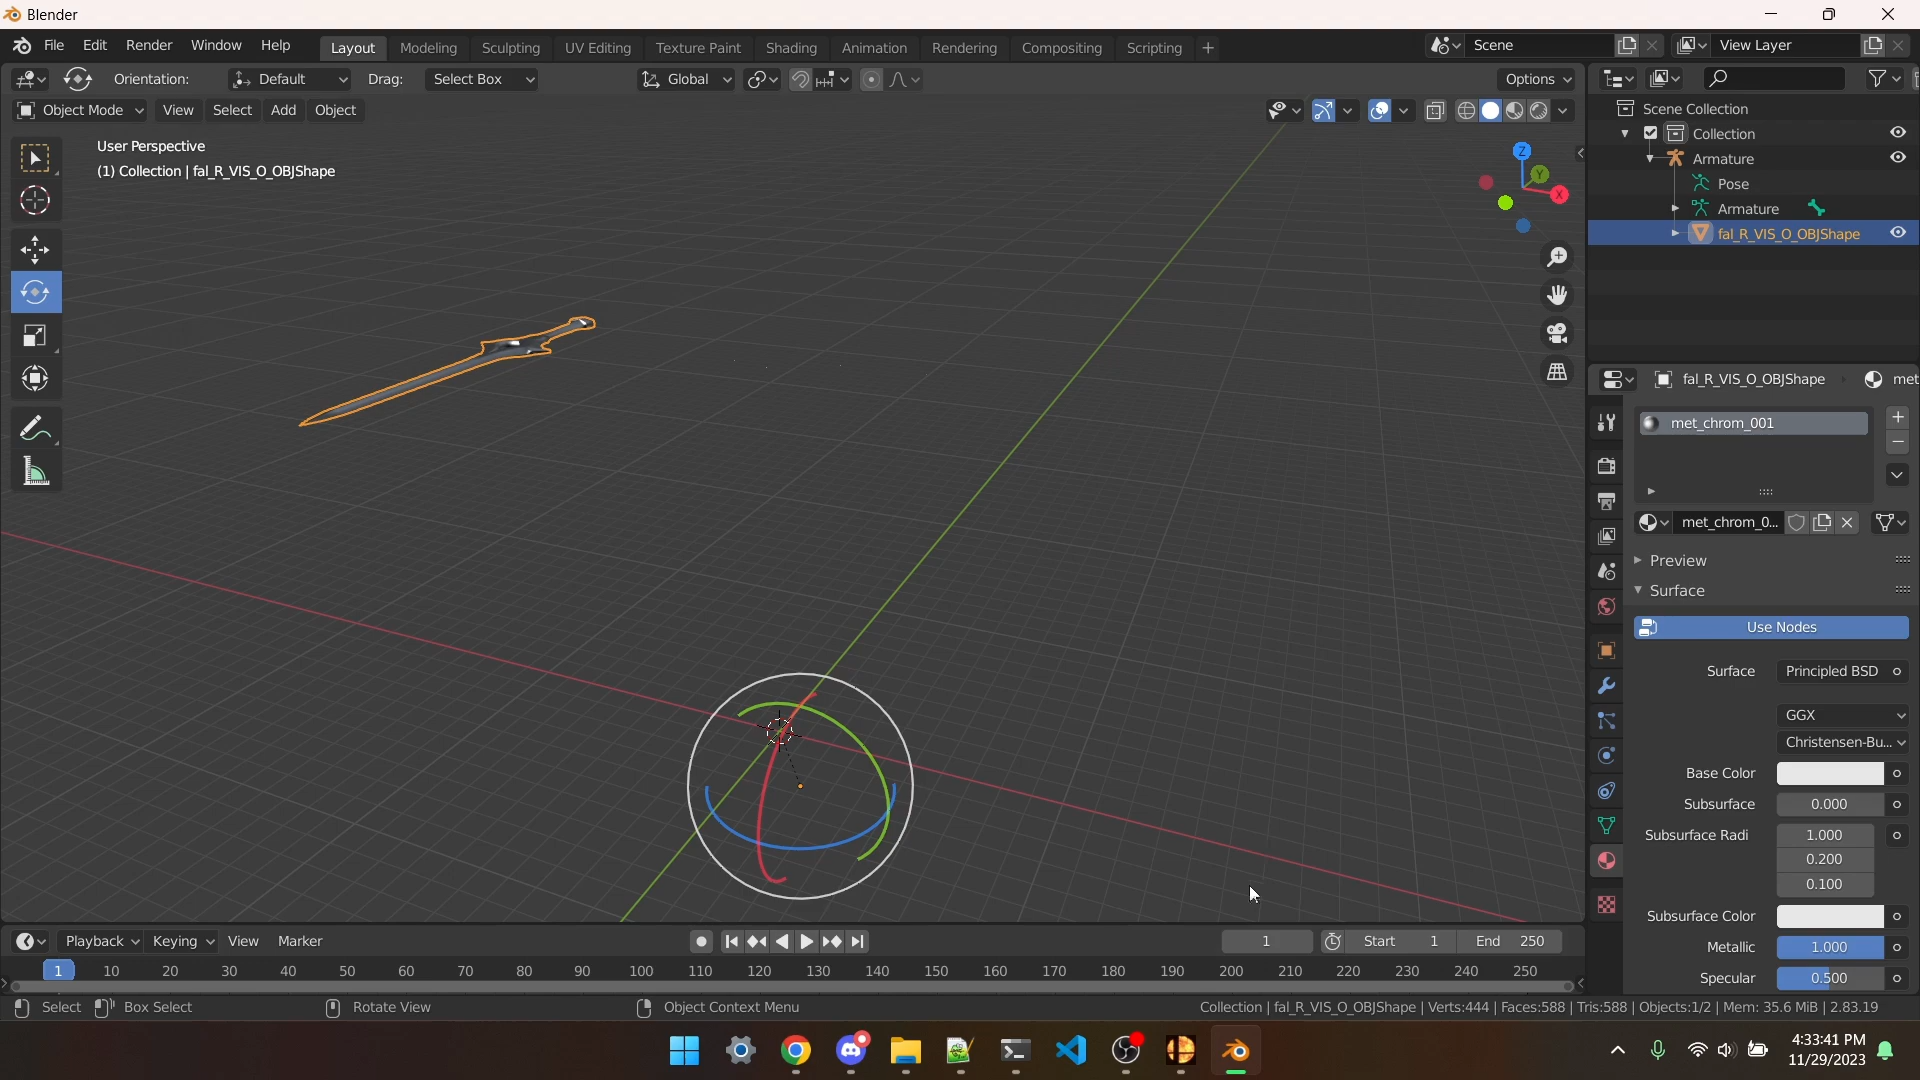 Blender
File Edit Render Window Help Layout Modeling Sculpting UV Editing Texture Paint Shading Animation Rendering Compositing Scripting + Scene View Layer
Orientation: Default Drag: Select Box Global Options
Object Mode View Select Add Object
User Perspective
(1) Collection | fal_R_VIS_O_OBJShape
Z
Y
X
Scene Collection
Collection
Armature
Pose
Armature
fal_R_VIS_O_OBJShape
fal_R_VIS_O_OBJShape met
met_chrom_001
met_chrom_0...
Preview
Surface
Use Nodes
Surface Principled BSD
GGX
Christensen-Bu...
Base Color
Subsurface 0.000
Subsurface Radi 1.000
0.200
0.100
Subsurface Color
Metallic 1.000
Specular 0.500
Playback Keying View Marker 1 Start 1 End 250
1 10 20 30 40 50 60 70 80 90 100 110 120 130 140 150 160 170 180 190 200 210 220 230 240 250
Select Box Select Rotate View Object Context Menu Collection | fal_R_VIS_O_OBJShape | Verts:444 | Faces:588 | Tris:588 | Objects:1/2 | Mem: 35.6 MiB | 2.83.19
4:33:41 PM
11/29/2023